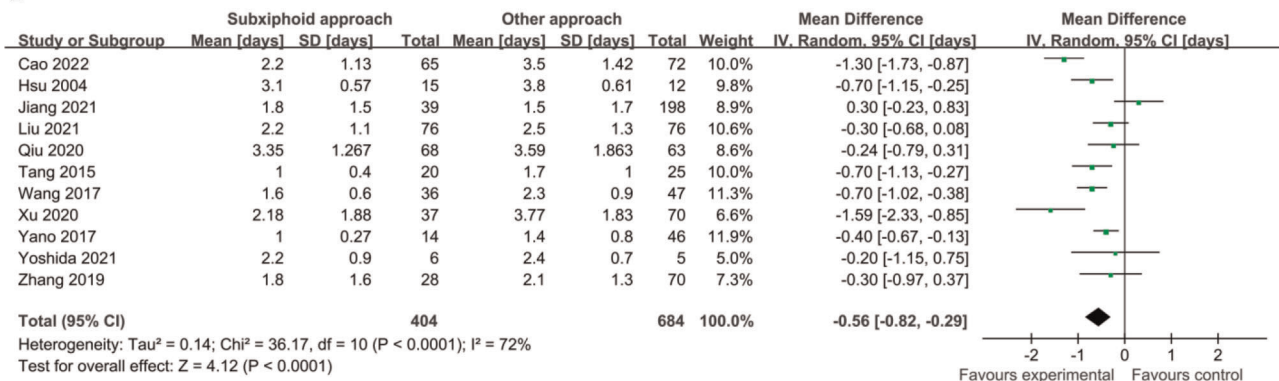 Subxiphoid approach Other approach Mean Difference Mean Difference
Study or Subgroup Mean [days] SD [days] Total Mean [days] SD [days] Total Weight IV, Random, 95% CI [days] IV, Random, 95% CI [days]
Cao 2022 2.2 1.13 65 3.5 1.42 72 10.0% -1.30 [-1.73, -0.87]
Hsu 2004 3.1 0.57 15 3.8 0.61 12 9.8% -0.70 [-1.15, -0.25]
Jiang 2021 1.8 1.5 39 1.5 1.7 198 8.9% 0.30 [-0.23, 0.83]
Liu 2021 2.2 1.1 76 2.5 1.3 76 10.6% -0.30 [-0.68, 0.08]
Qiu 2020 3.35 1.267 68 3.59 1.863 63 8.6% -0.24 [-0.79, 0.31]
Tang 2015 1 0.4 20 1.7 1 25 10.0% -0.70 [-1.13, -0.27]
Wang 2017 1.6 0.6 36 2.3 0.9 47 11.3% -0.70 [-1.02, -0.38]
Xu 2020 2.18 1.88 37 3.77 1.83 70 6.6% -1.59 [-2.33, -0.85]
Yano 2017 1 0.27 14 1.4 0.8 46 11.9% -0.40 [-0.67, -0.13]
Yoshida 2021 2.2 0.9 6 2.4 0.7 5 5.0% -0.20 [-1.15, 0.75]
Zhang 2019 1.8 1.6 28 2.1 1.3 70 7.3% -0.30 [-0.97, 0.37]
Total (95% CI) 404 684 100.0% -0.56 [-0.82, -0.29]
Heterogeneity: Tau² = 0.14; Chi² = 36.17, df = 10 (P < 0.0001); I² = 72%
Test for overall effect: Z = 4.12 (P < 0.0001)
-2 -1 0 1 2
Favours experimental Favours control